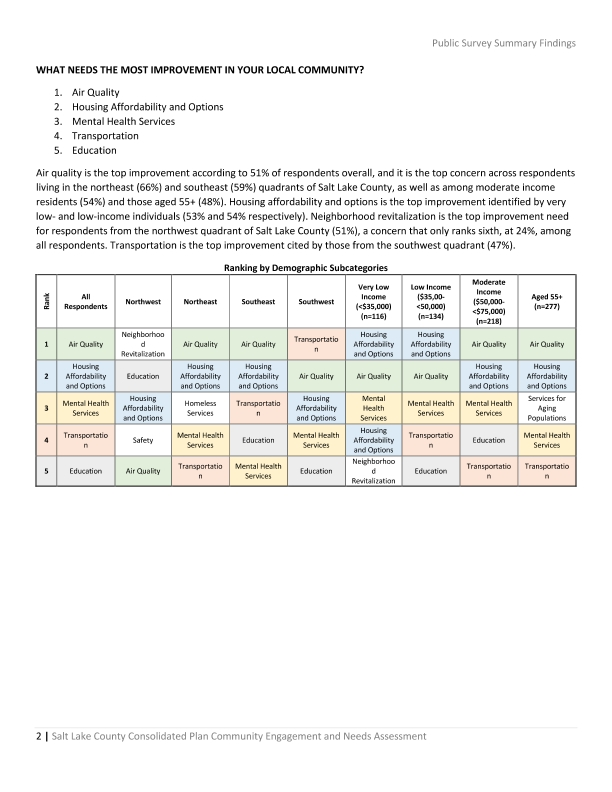 Public Survey Summary Findings
WHAT NEEDS THE MOST IMPROVEMENT IN YOUR LOCAL COMMUNITY?
1. Air Quality
2. Housing Affordability and Options
3. Mental Health Services
4. Transportation
5. Education
Air quality is the top improvement according to 51% of respondents overall, and it is the top concern across respondents
living in the northeast (66%) and southeast (59%) quadrants of Salt Lake County, as well as among moderate income
residents (54%) and those aged 55+ (48%). Housing affordability and options is the top improvement identified by very
low- and low-income individuals (53% and 54% respectively). Neighborhood revitalization is the top improvement need
for respondents from the northwest quadrant of Salt Lake County (51%), a concern that only ranks sixth, at 24%, among
all respondents. Transportation is the top improvement cited by those from the southwest quadrant (47%).
Ranking by Demographic Subcategories
Rank
All
Respondents
Northwest
Northeast
Southeast
Southwest
Very Low
Income
(<$35,000)
(n=116)
Low Income
($35,00-
<50,000)
(n=134)
Moderate
Income
($50,000-
<$75,000)
(n=218)
Aged 55+
(n=277)
1
Air Quality
Neighborhoo
d
Revitalization
Air Quality
Air Quality
Transportatio
n
Housing
Affordability
and Options
Housing
Affordability
and Options
Air Quality
Air Quality
2
Housing
Affordability
and Options
Education
Housing
Affordability
and Options
Housing
Affordability
and Options
Air Quality
Air Quality
Air Quality
Housing
Affordability
and Options
Housing
Affordability
and Options
3
Mental Health
Services
Housing
Affordability
and Options
Homeless
Services
Transportatio
n
Housing
Affordability
and Options
Mental
Health
Services
Mental Health
Services
Mental Health
Services
Services for
Aging
Populations
4
Transportatio
n
Safety
Mental Health
Services
Education
Mental Health
Services
Housing
Affordability
and Options
Transportatio
n
Education
Mental Health
Services
5
Education
Air Quality
Transportatio
n
Mental Health
Services
Education
Neighborhoo
d
Revitalization
Education
Transportatio
n
Transportatio
n
2 | Salt Lake County Consolidated Plan Community Engagement and Needs Assessment